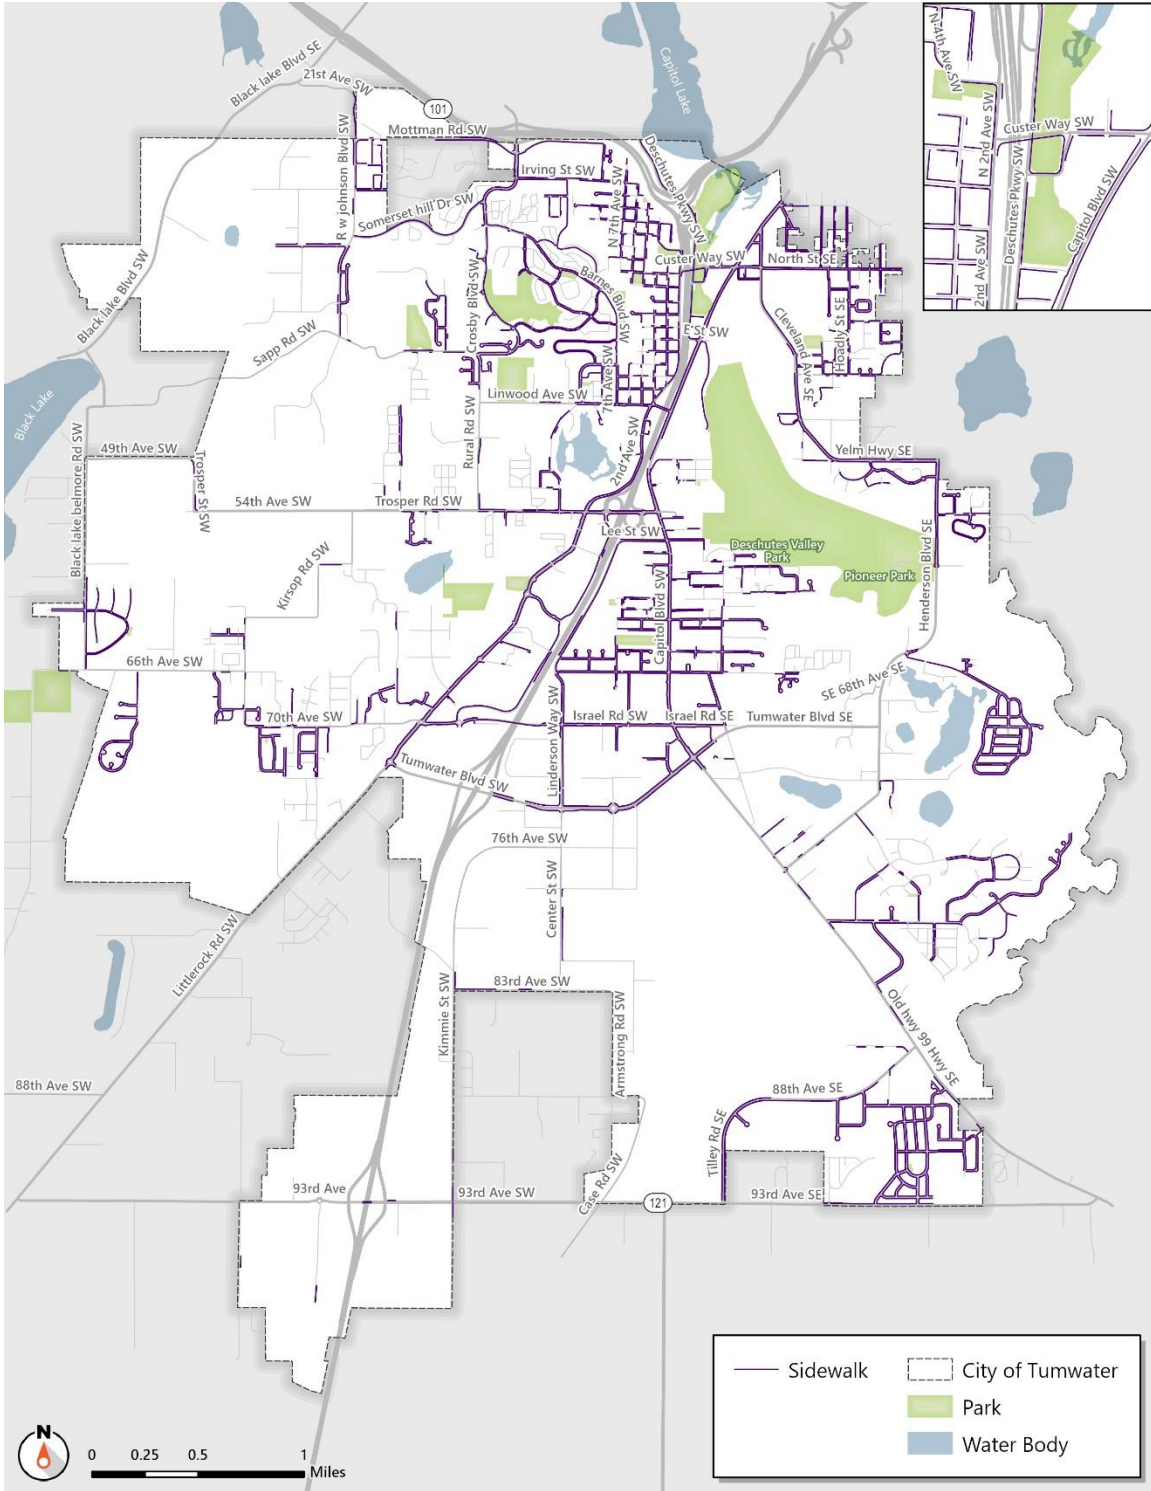 Black lake Blvd SE
21st Ave SW
101
Mottman Rd SW
Capitol Lake
Deschutes Pkwy SW
R w johnson Blvd SW
Irving St SW
Somerset hill Dr SW
N 7th Ave SW
Custer Way SW
North St SE
Black lake Blvd SW
Crosby Blvd SW
Barnes Blvd SW
E St SW
Cleveland Ave SE
Hoadly St SE
Sapp Rd SW
Linwood Ave SW
7th Ave SW
Black Lake
Rural Rd SW
2nd Ave SW
Yelm Hwy SE
49th Ave SW
Trosper St SW
Black lake belmore Rd SW
54th Ave SW
Trosper Rd SW
Lee St SW
Deschutes Valley
Park
Pioneer Park
Henderson Blvd SE
Kirsop Rd SW
Capitol Blvd SW
66th Ave SW
SE 68th Ave SE
70th Ave SW
Linderson Way SW
Israel Rd SW
Israel Rd SE
Tumwater Blvd SE
Tumwater Blvd SW
76th Ave SW
Center St SW
Littlerock Rd SW
83rd Ave SW
Kimmie St SW
Armstrong Rd SW
Old hwy 99 Hwy SE
88th Ave SW
88th Ave SE
Tilley Rd SE
93rd Ave
93rd Ave SW
Case Rd SW
121
93rd Ave SE
N 4th Ave SW
N 2nd Ave SW
Custer Way SW
Deschutes Pkwy SW
Capitol Blvd SW
2nd Ave SW
Sidewalk
City of Tumwater
Park
Water Body
N
0 0.25 0.5 1
Miles